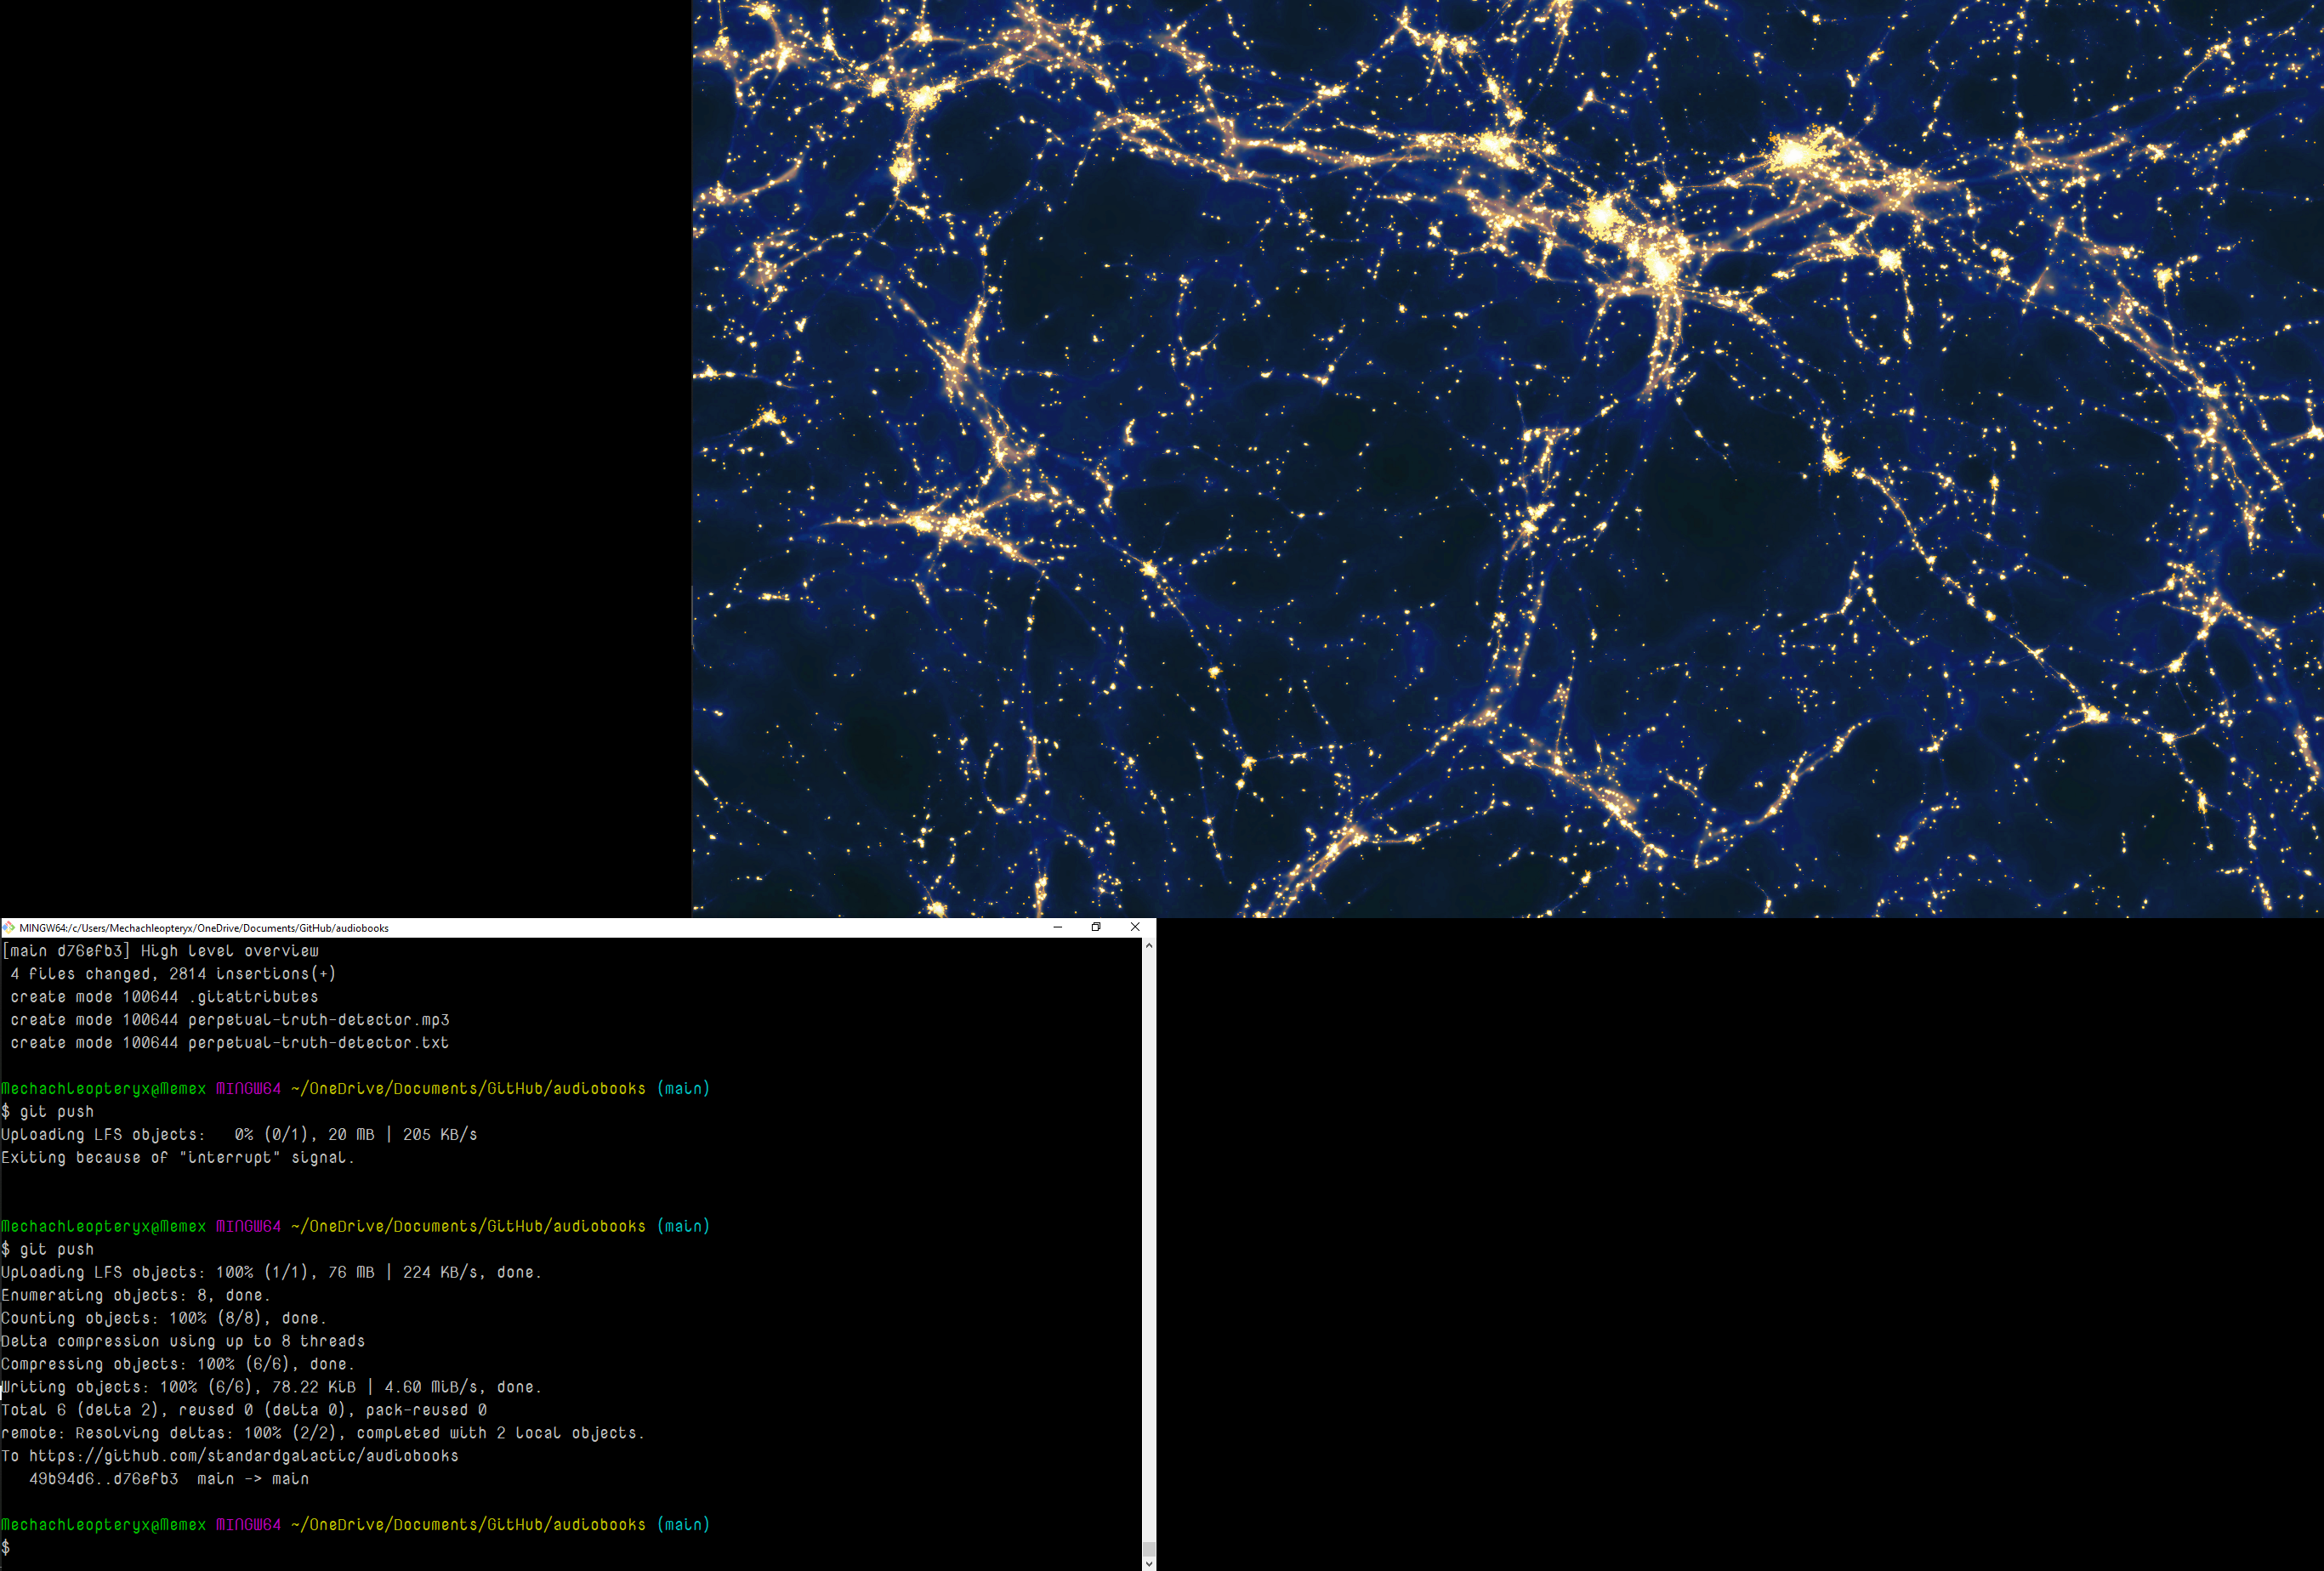 MINGW64:/c/Users/Mechachleopteryx/OneDrive/Documents/GitHub/audiobooks
[main d76efb3] High level overview
 4 files changed, 2814 insertions(+)
 create mode 100644 .gitattributes
 create mode 100644 perpetual-truth-detector.mp3
 create mode 100644 perpetual-truth-detector.txt
Mechachleopteryx@Memex MINGW64 ~/OneDrive/Documents/GitHub/audiobooks (main)
$ git push
Uploading LFS objects:   0% (0/1), 20 MB | 205 KB/s
Exiting because of "interrupt" signal.
Mechachleopteryx@Memex MINGW64 ~/OneDrive/Documents/GitHub/audiobooks (main)
$ git push
Uploading LFS objects: 100% (1/1), 76 MB | 224 KB/s, done.
Enumerating objects: 8, done.
Counting objects: 100% (8/8), done.
Delta compression using up to 8 threads
Compressing objects: 100% (6/6), done.
Writing objects: 100% (6/6), 78.22 KiB | 4.60 MiB/s, done.
Total 6 (delta 2), reused 0 (delta 0), pack-reused 0
remote: Resolving deltas: 100% (2/2), completed with 2 local objects.
To https://github.com/standardgalactic/audiobooks
   49b94d6..d76efb3  main -> main
Mechachleopteryx@Memex MINGW64 ~/OneDrive/Documents/GitHub/audiobooks (main)
$